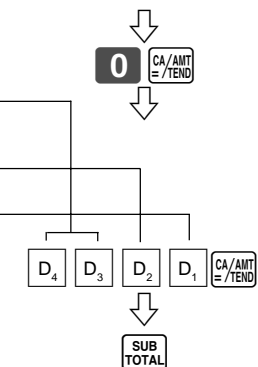 0 CA/AMT
= /TEND
D4 D3 D2 D1 CA/AMT
= /TEND
SUB
TOTAL